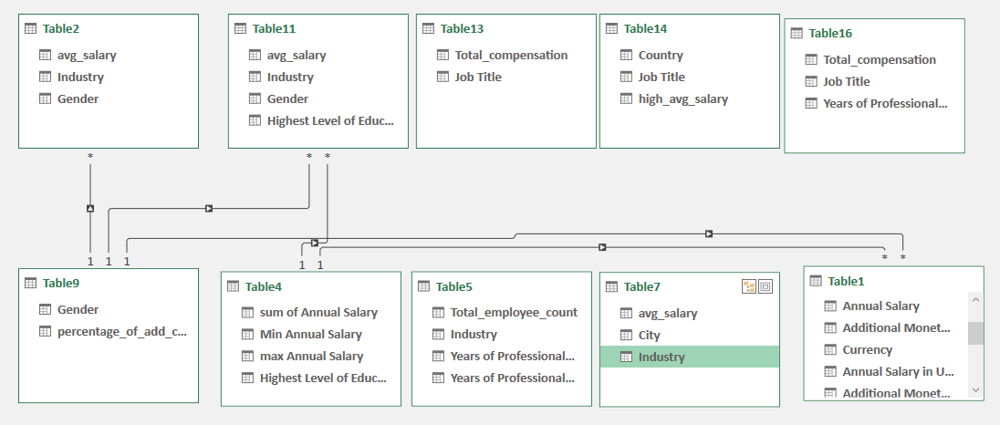 Table2
avg_salary
Industry
Gender
Table11
avg_salary
Industry
Gender
Highest Level of Educ...
Table13
Total_compensation
Job Title
Table14
Country
Job Title
high_avg_salary
Table16
Total_compensation
Job Title
Years of Professional...
* * *
1 1 1 1 1 * *
Table9
Gender
percentage_of_add_c...
Table4
sum of Annual Salary
Min Annual Salary
max Annual Salary
Highest Level of Educ...
Table5
Total_employee_count
Industry
Years of Professional...
Years of Professional...
Table7
avg_salary
City
Industry
Table1
Annual Salary
Additional Monet...
Currency
Annual Salary in U...
Additional Monet...